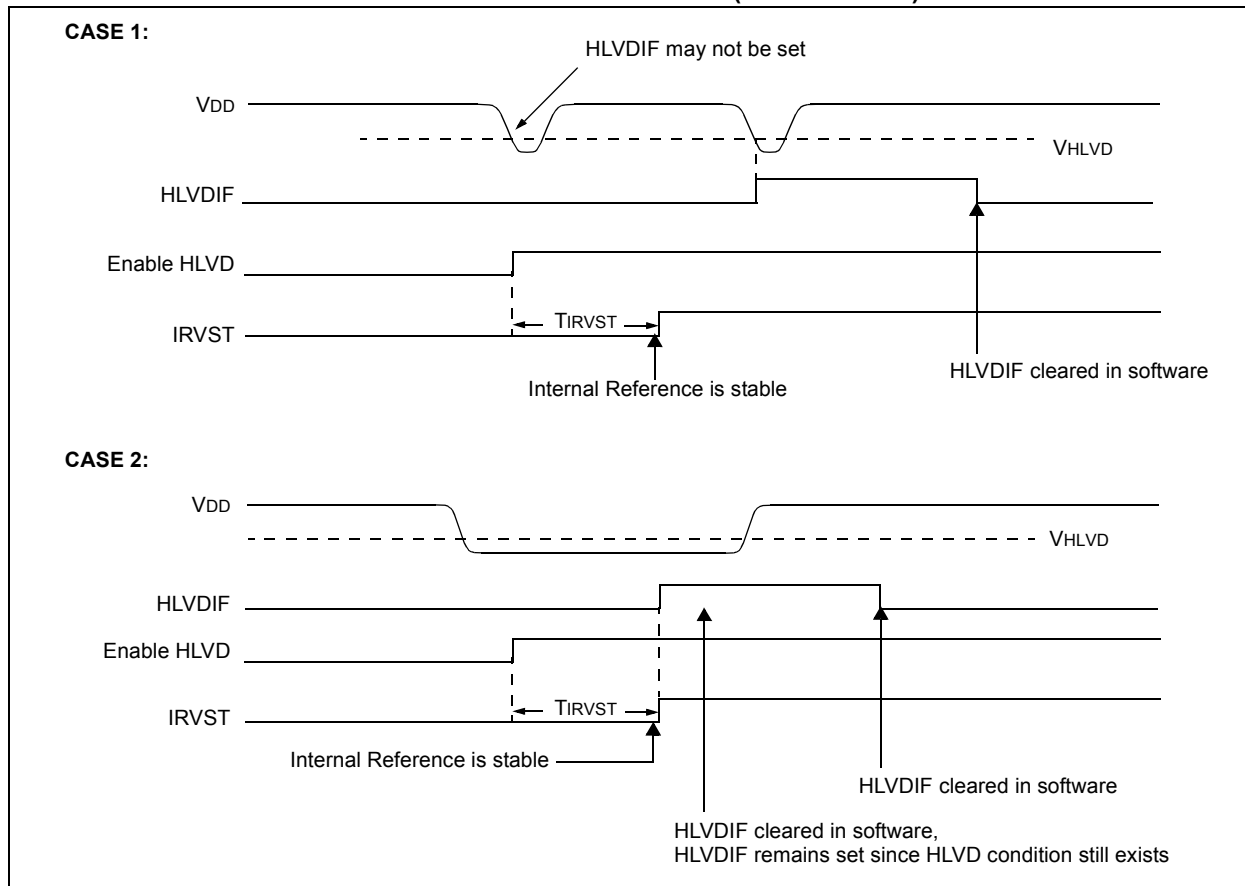 CASE 1:
HLVDIF may not be set
VDD
VHLVD
HLVDIF
Enable HLVD
TIRVST
IRVST
HLVDIF cleared in software
Internal Reference is stable
CASE 2:
VDD
VHLVD
HLVDIF
Enable HLVD
TIRVST
IRVST
Internal Reference is stable
HLVDIF cleared in software
HLVDIF cleared in software,
HLVDIF remains set since HLVD condition still exists